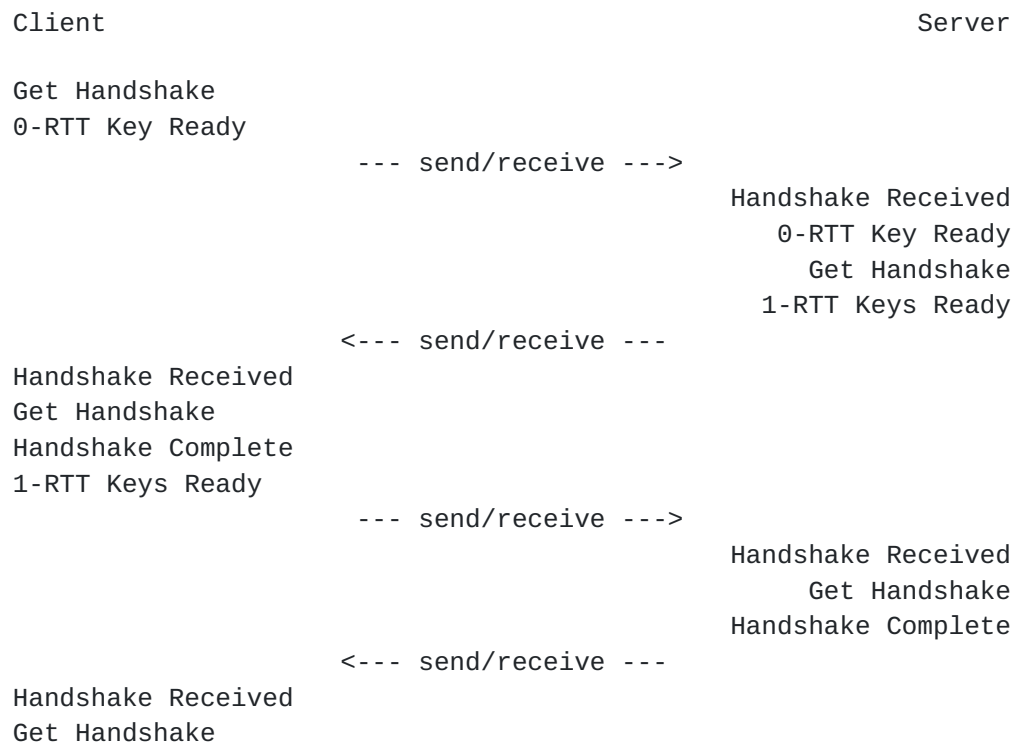 Client                                                    Server
Get Handshake
0-RTT Key Ready
--- send/receive --->
Handshake Received
0-RTT Key Ready
Get Handshake
1-RTT Keys Ready
<--- send/receive ---
Handshake Received
Get Handshake
Handshake Complete
1-RTT Keys Ready
--- send/receive --->
Handshake Received
Get Handshake
Handshake Complete
<--- send/receive ---
Handshake Received
Get Handshake